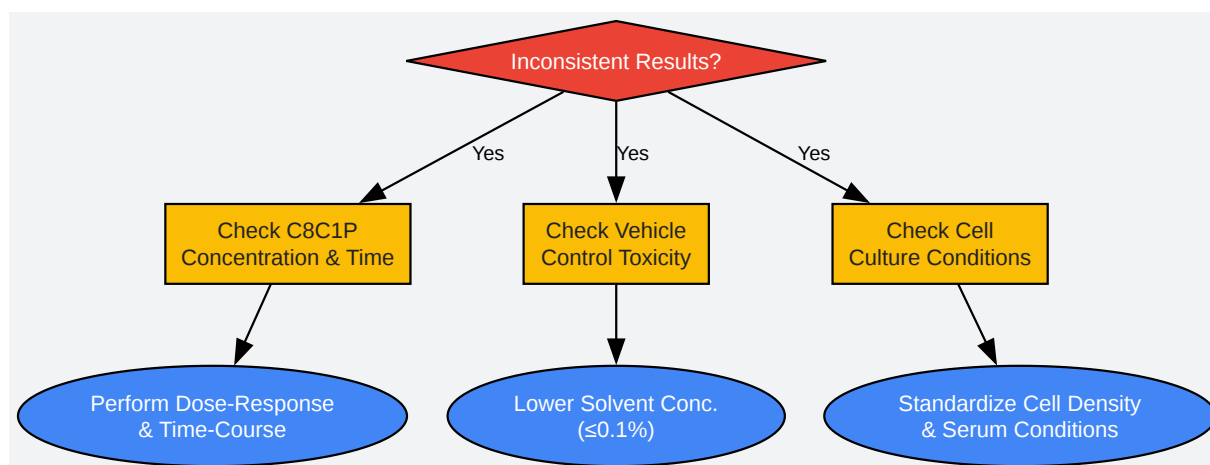 Inconsistent Results?
Yes
Yes
Yes
Check C8C1P
Concentration & Time
Check Vehicle
Control Toxicity
Check Cell
Culture Conditions
Perform Dose-Response
& Time-Course
Lower Solvent Conc.
(≤0.1%)
Standardize Cell Density
& Serum Conditions